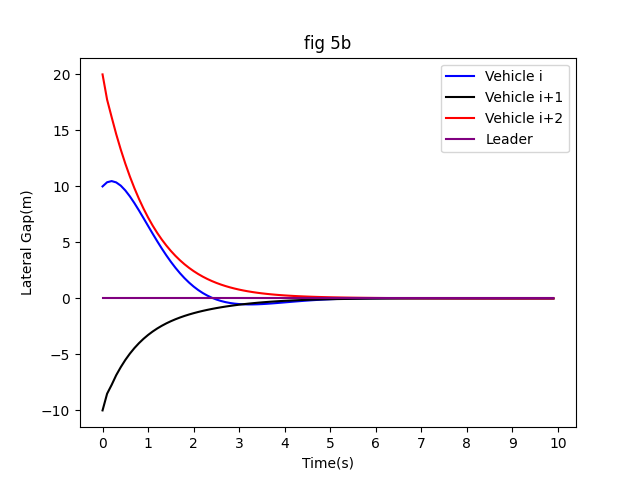 fig 5b
Vehicle i
Vehicle i+1
Vehicle i+2
Leader
Lateral Gap(m)
20
15
10
5
0
−5
−10
0 1 2 3 4 5 6 7 8 9 10
Time(s)